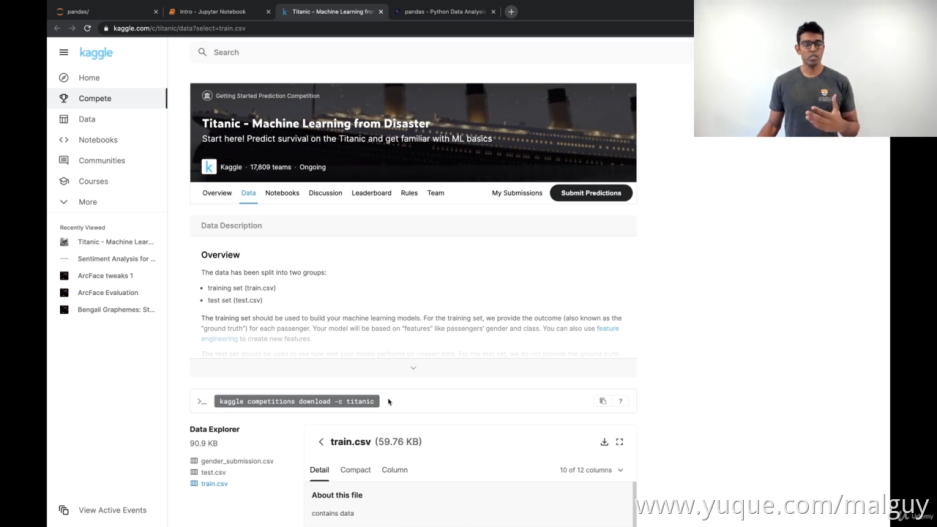 pandas/
Intro - Jupyter Notebook
Titanic - Machine Learning from
pandas - Python Data Analysis
kaggle.com/c/titanic/data?select=train.csv
kaggle
Search
Home
Compete
Data
Notebooks
Communities
Courses
More
Recently Viewed
Titanic - Machine Lear...
Sentiment Analysis for ...
ArcFace tweaks 1
ArcFace Evaluation
Bengali Graphemes: St...
View Active Events
Getting Started Prediction Competition
Titanic - Machine Learning from Disaster
Start here! Predict survival on the Titanic and get familiar with ML basics
Kaggle · 17,809 teams · Ongoing
Overview Data Notebooks Discussion Leaderboard Rules Team My Submissions Submit Predictions
Data Description
Overview
The data has been split into two groups:
• training set (train.csv)
• test set (test.csv)
The training set should be used to build your machine learning models. For the training set, we provide the outcome (also known as the
"ground truth") for each passenger. Your model will be based on "features" like passengers' gender and class. You can also use feature
engineering to create new features.
>_ kaggle competitions download -c titanic ?
Data Explorer
90.9 KB
gender_submission.csv
test.csv
train.csv
train.csv (59.76 KB)
Detail Compact Column 10 of 12 columns
About this file
contains data
www.yuque.com/malguy
Udemy